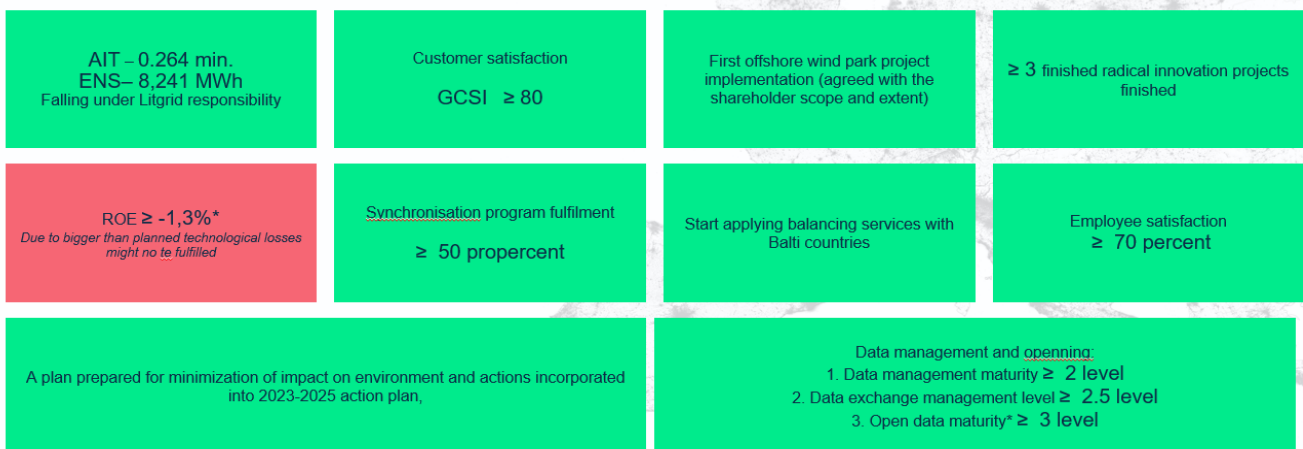 AIT – 0.264 min.
ENS– 8,241 MWh
Falling under Litgrid responsibility
Customer satisfaction
GCSI ≥ 80
First offshore wind park project
implementation (agreed with the
shareholder scope and extent)
≥ 3 finished radical innovation projects
finished
ROE ≥ -1,3%*
Due to bigger than planned technological losses
might no te fulfilled
Synchronisation program fulfilment
≥ 50 propercent
Start applying balancing services with
Balti countries
Employee satisfaction
≥ 70 percent
A plan prepared for minimization of impact on environment and actions incorporated
into 2023-2025 action plan,
Data management and openning:
1. Data management maturity ≥ 2 level
2. Data exchange management level ≥ 2.5 level
3. Open data maturity* ≥ 3 level